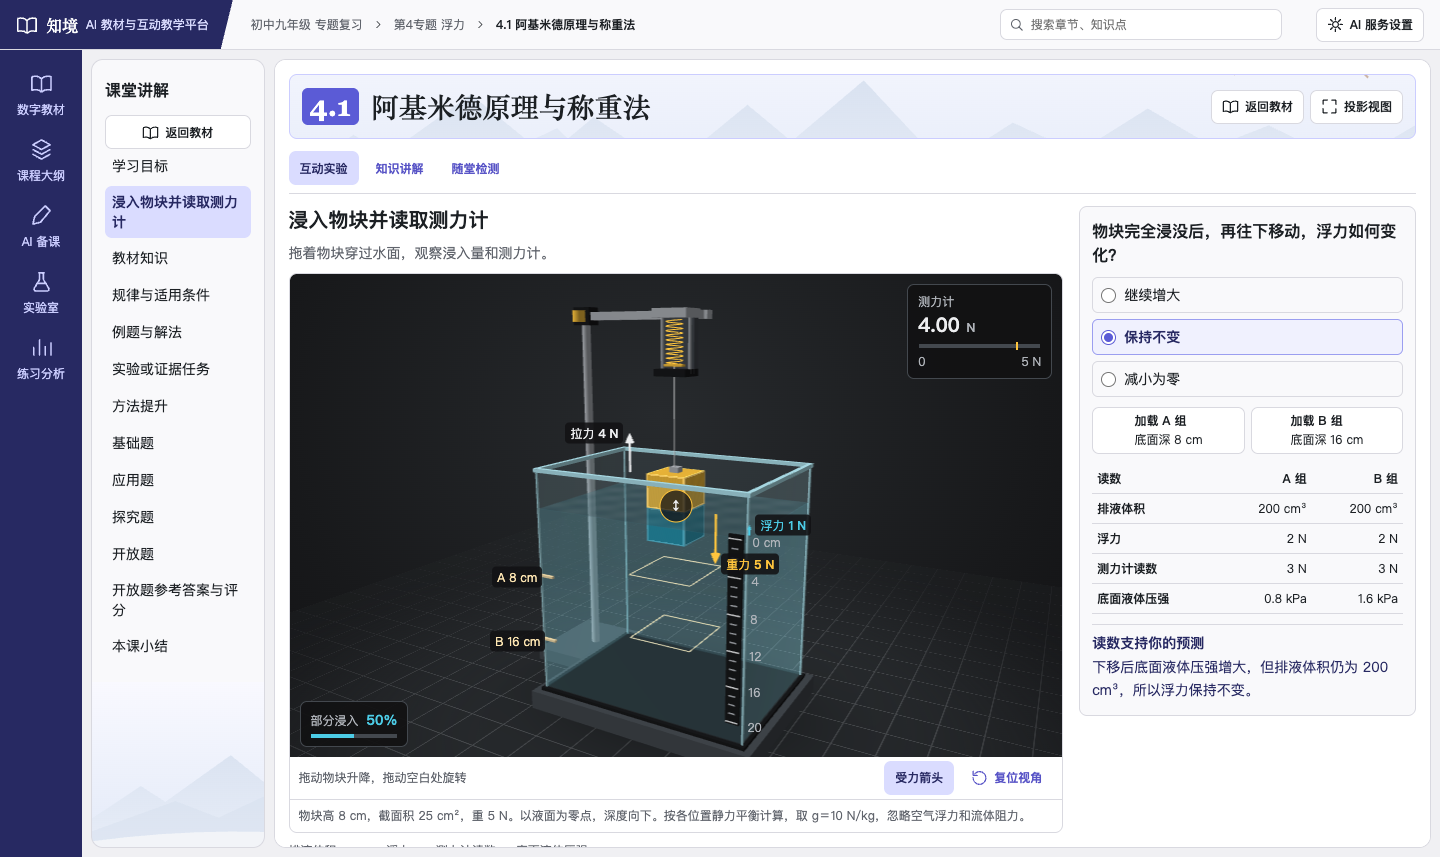 知境 AI 教材与互动教学平台
初中九年级 专题复习 > 第4专题 浮力 > 4.1 阿基米德原理与称重法
搜索章节、知识点
AI 服务设置
数字教材
课程大纲
AI 备课
实验室
练习分析
课堂讲解
返回教材
学习目标
浸入物块并读取测力
计
教材知识
规律与适用条件
例题与解法
实验或证据任务
方法提升
基础题
应用题
探究题
开放题
开放题参考答案与评
分
本课小结
4.1 阿基米德原理与称重法
返回教材
投影视图
互动实验 知识讲解 随堂检测
浸入物块并读取测力计
拖着物块穿过水面，观察浸入量和测力计。
测力计
4.00 N
0 5 N
拉力 4 N
浮力 1 N
0 cm
重力 5 N
4
8
12
16
20
A 8 cm
B 16 cm
部分浸入 50%
拖动物块升降，拖动空白处旋转
受力箭头
复位视角
物块高 8 cm，截面积 25 cm²，重 5 N。以液面为零点，深度向下。按各位置静力平衡计算，取 g=10 N/kg，忽略空气浮力和流体阻力。
物块完全浸没后，再往下移动，浮力如何变
化？
继续增大
保持不变
减小为零
加载 A 组
底面深 8 cm
加载 B 组
底面深 16 cm
读数 A 组 B 组
排液体积 200 cm³ 200 cm³
浮力 2 N 2 N
测力计读数 3 N 3 N
底面液体压强 0.8 kPa 1.6 kPa
读数支持你的预测
下移后底面液体压强增大，但排液体积仍为 200
cm³，所以浮力保持不变。